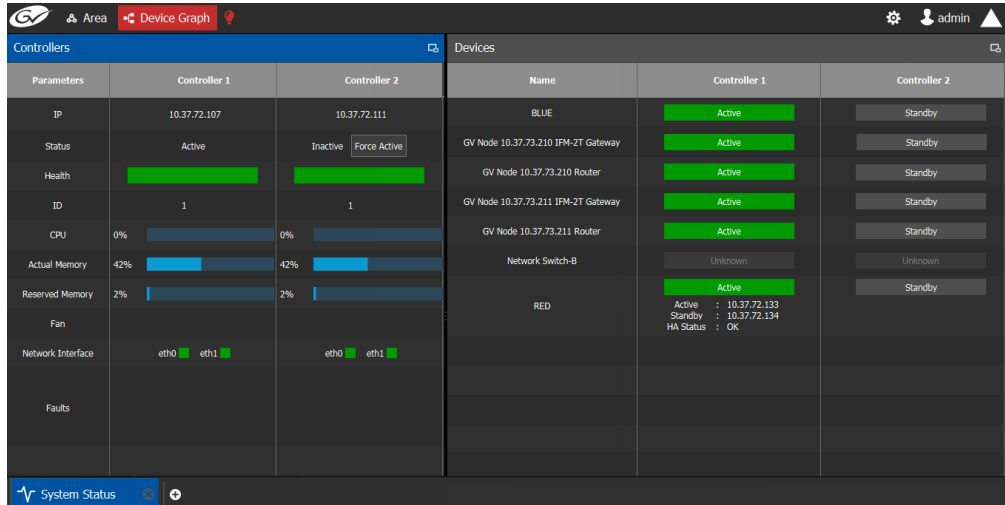 GV Area Device Graph admin
Controllers
Parameters Controller 1 Controller 2
IP 10.37.72.107 10.37.72.111
Status Active Inactive Force Active
Health
ID 1 1
CPU 0% 0%
Actual Memory 42% 42%
Reserved Memory 2% 2%
Fan
Network Interface eth0 eth1 eth0 eth1
Faults
Devices
Name Controller 1 Controller 2
BLUE Active Standby
GV Node 10.37.73.210 IFM-2T Gateway Active Standby
GV Node 10.37.73.210 Router Active Standby
GV Node 10.37.73.211 IFM-2T Gateway Active Standby
GV Node 10.37.73.211 Router Active Standby
Network Switch-B Unknown Unknown
RED Active Standby
Active : 10.37.72.133
Standby : 10.37.72.134
HA Status : OK
System Status